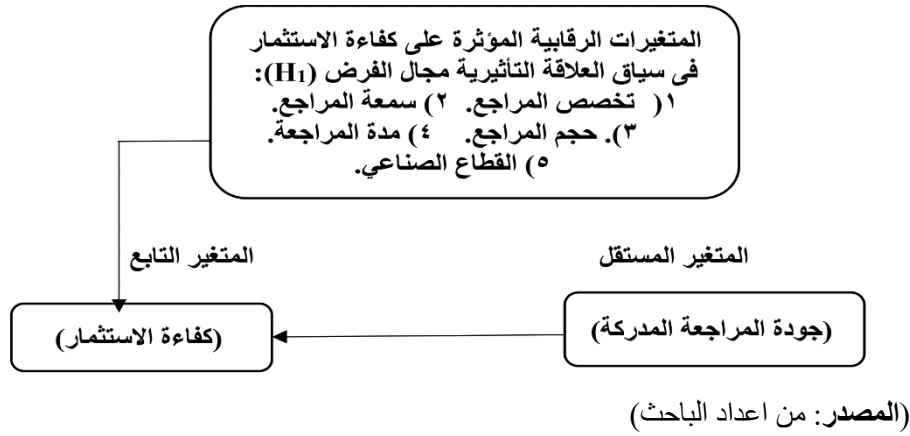 المتغيرات الرقابية المؤثرة على كفاءة الاستثمار
فى سياق العلاقة التأثيرية مجال الفرض (H1):
١( تخصص المراجع. ٢) سمعة المراجع.
٣). حجم المراجع. ٤) مدة المراجعة.
٥) القطاع الصناعي.
المتغير المستقل
المتغير التابع
(جودة المراجعة المدركة)
(كفاءة الاستثمار)
(المصدر: من اعداد الباحث)